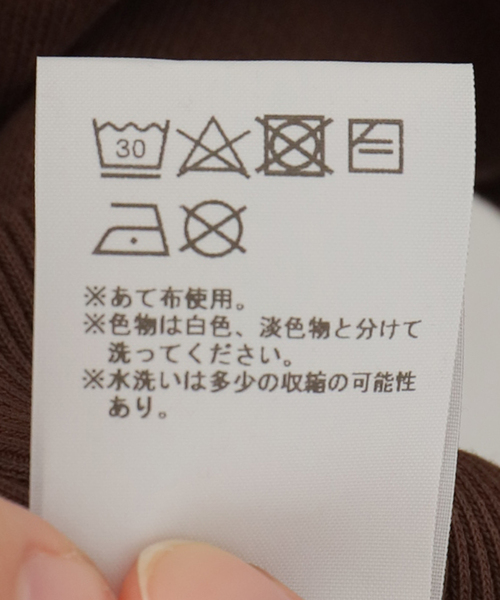 30
※あて布使用。
※色物は白色、淡色物と分けて
洗ってください。
※水洗いは多少の収縮の可能性
あり。